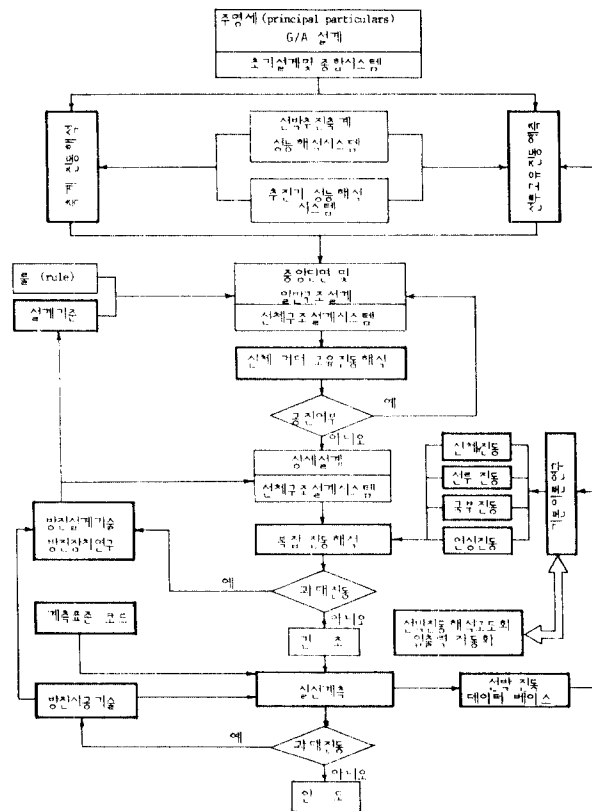 주명세 (principal particulars)
G/A 설계
초기설계및 종합시스템
축계 진동해석
선박추진축계
성능해석시스템
추진기 성능해석
시스템
룰 (rule)
설계기준
중앙단면 및
일반구조설계
선체구조설계시스템
선체 거더 고유진동해석
공진여부
예
아니오
상세설계
선체구조설계시스템
선체진동
선루 진동
국부 진동
방진설계기술
방진장치연구
복합 진동해석
예
과대진동
아니오
계측표준 코드
건 조
선박진동해석고도화
입출력 자동화
방진시공기술
실선계측
선박 진동
데이터 베이스
예
과대진동
아니오
인 도